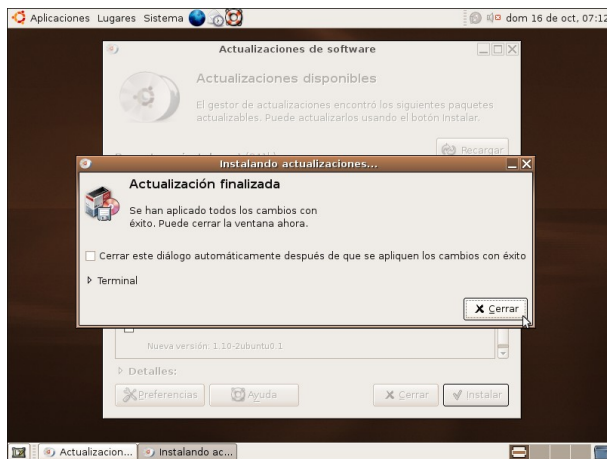 Aplicaciones Lugares Sistema
dom 16 de oct, 07:12
Actualizaciones de software
Actualizaciones disponibles
El gestor de actualizaciones encontró los siguientes paquetes
actualizables. Puede actualizarlos usando el botón Instalar.
Recargar
Instalando actualizaciones...
Actualización finalizada
Se han aplicado todos los cambios con
éxito. Puede cerrar la ventana ahora.
Cerrar este diálogo automáticamente después de que se apliquen los cambios con éxito
Terminal
Cerrar
Nueva versión: 1.10-2ubuntu0.1
Detalles:
Preferencias Ayuda Cerrar Instalar
Actualizacion... Instalando ac...